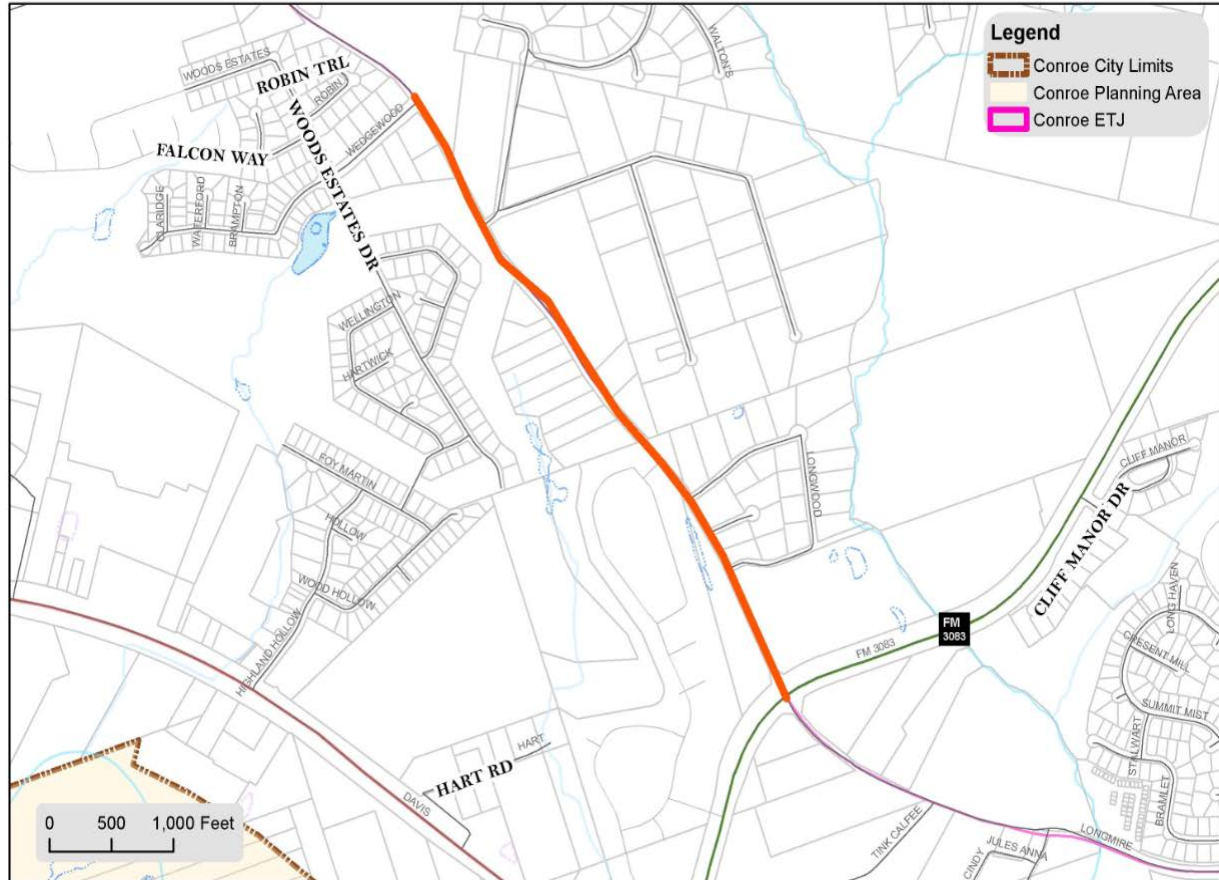 Legend
Conroe City Limits
Conroe Planning Area
Conroe ETJ
WOODS ESTATES
ROBIN TRL
ROBIN
WALTON'S
WOODS ESTATES DR
WEDGEWOOD
FALCON WAY
CLARIDGE
WATERFORD
BRAMPTON
WELLINGTON
HARTWICK
FOY MARTIN
HOLLOW
WOOD HOLLOW
HIGHLAND HOLLOW
LONGWOOD
CLIFF MANOR
CLIFF MANOR DR
FM
3083
FM 3083
LONG HAVEN
CRESENT MILL
SUMMIT MIST
STALWART
BRAMLET
HART
HART RD
DAVIS
TINK CALFEE
CINDY
JULES ANNA
LONGMIRE
0 500 1,000 Feet